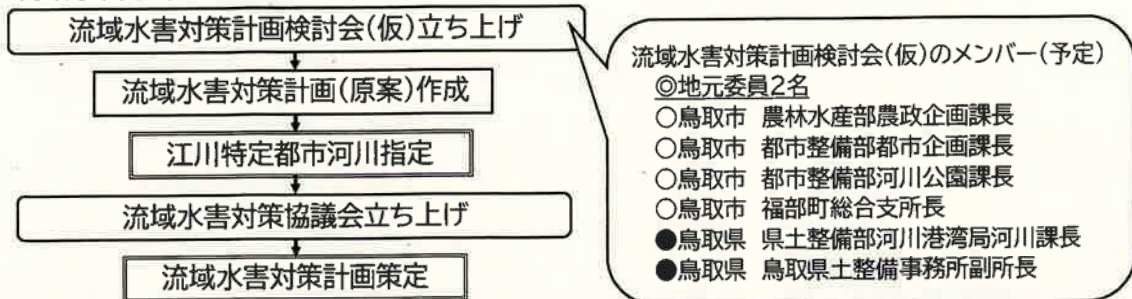 流域水害対策計画検討会(仮)立ち上げ
流域水害対策計画(原案)作成
江川特定都市河川指定
流域水害対策協議会立ち上げ
流域水害対策計画策定
流域水害対策計画検討会(仮)のメンバー(予定)
◎地元委員2名
○鳥取市 農林水産部農政企画課長
○鳥取市 都市整備部都市企画課長
○鳥取市 都市整備部河川公園課長
○鳥取市 福部町総合支所長
●鳥取県 県土整備部河川港湾局河川課長
●鳥取県 鳥取県土整備事務所副所長